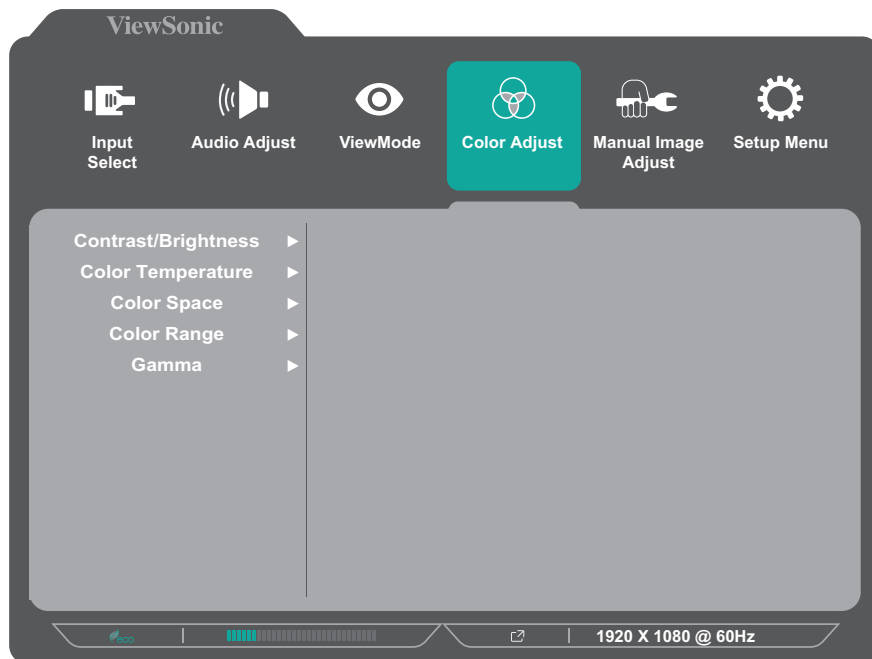 ViewSonic
Input
Select
Audio Adjust
ViewMode
Color Adjust
Manual Image
Adjust
Setup Menu
Contrast/Brightness
Color Temperature
Color Space
Color Range
Gamma
eco
1920 X 1080 @ 60Hz